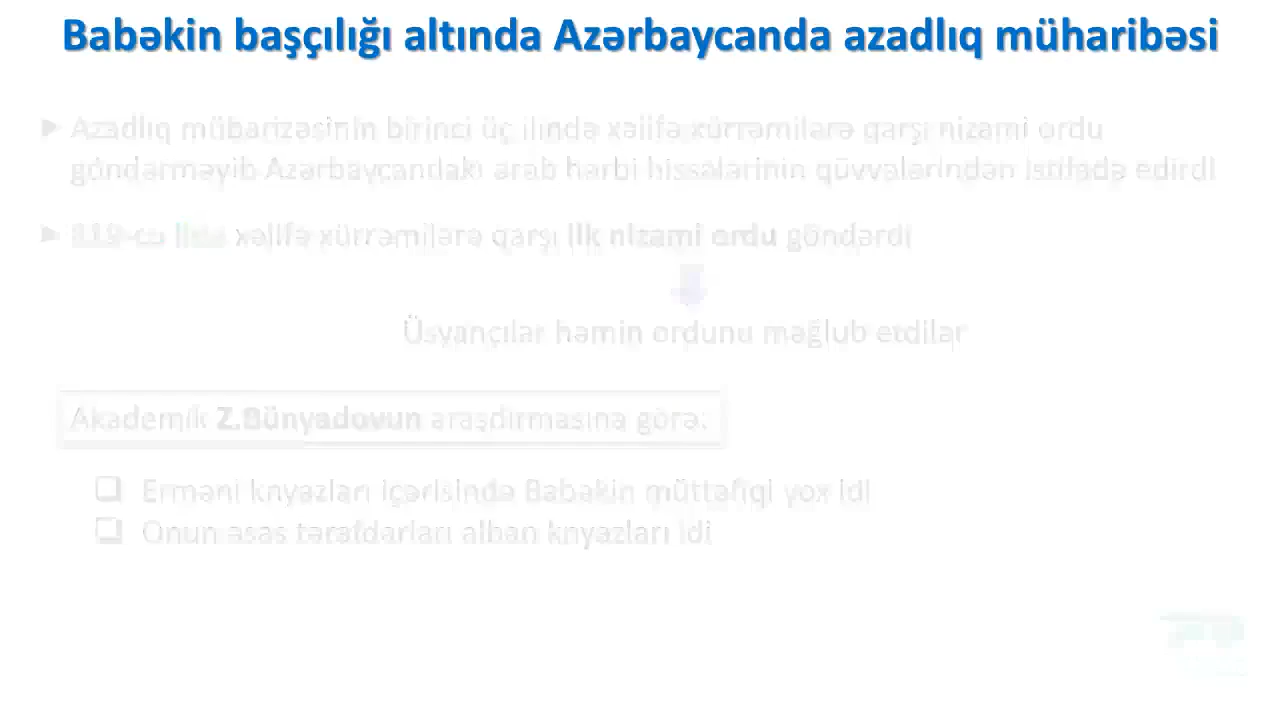 Babəkin başçılığı altında Azərbaycanda azadlıq müharibəsi
Azadlıq mübarizəsinin birinci üç ilində xəlifə xürrəmilərə qarşı nizami ordu
göndərməyib Azərbaycandakı ərəb hərbi hissələrinin qüvvələrindən istifadə edirdi
819-cu ildə xəlifə xürrəmilərə qarşı ilk nizami ordu göndərdi
Üsyançılar həmin ordunu məğlub etdilər
Akademik Z.Bünyadovun araşdırmasına görə:
Erməni knyazları içərisində Babəkin müttəfiqi yox idi
Onun əsas tərəfdarları alban knyazları idi